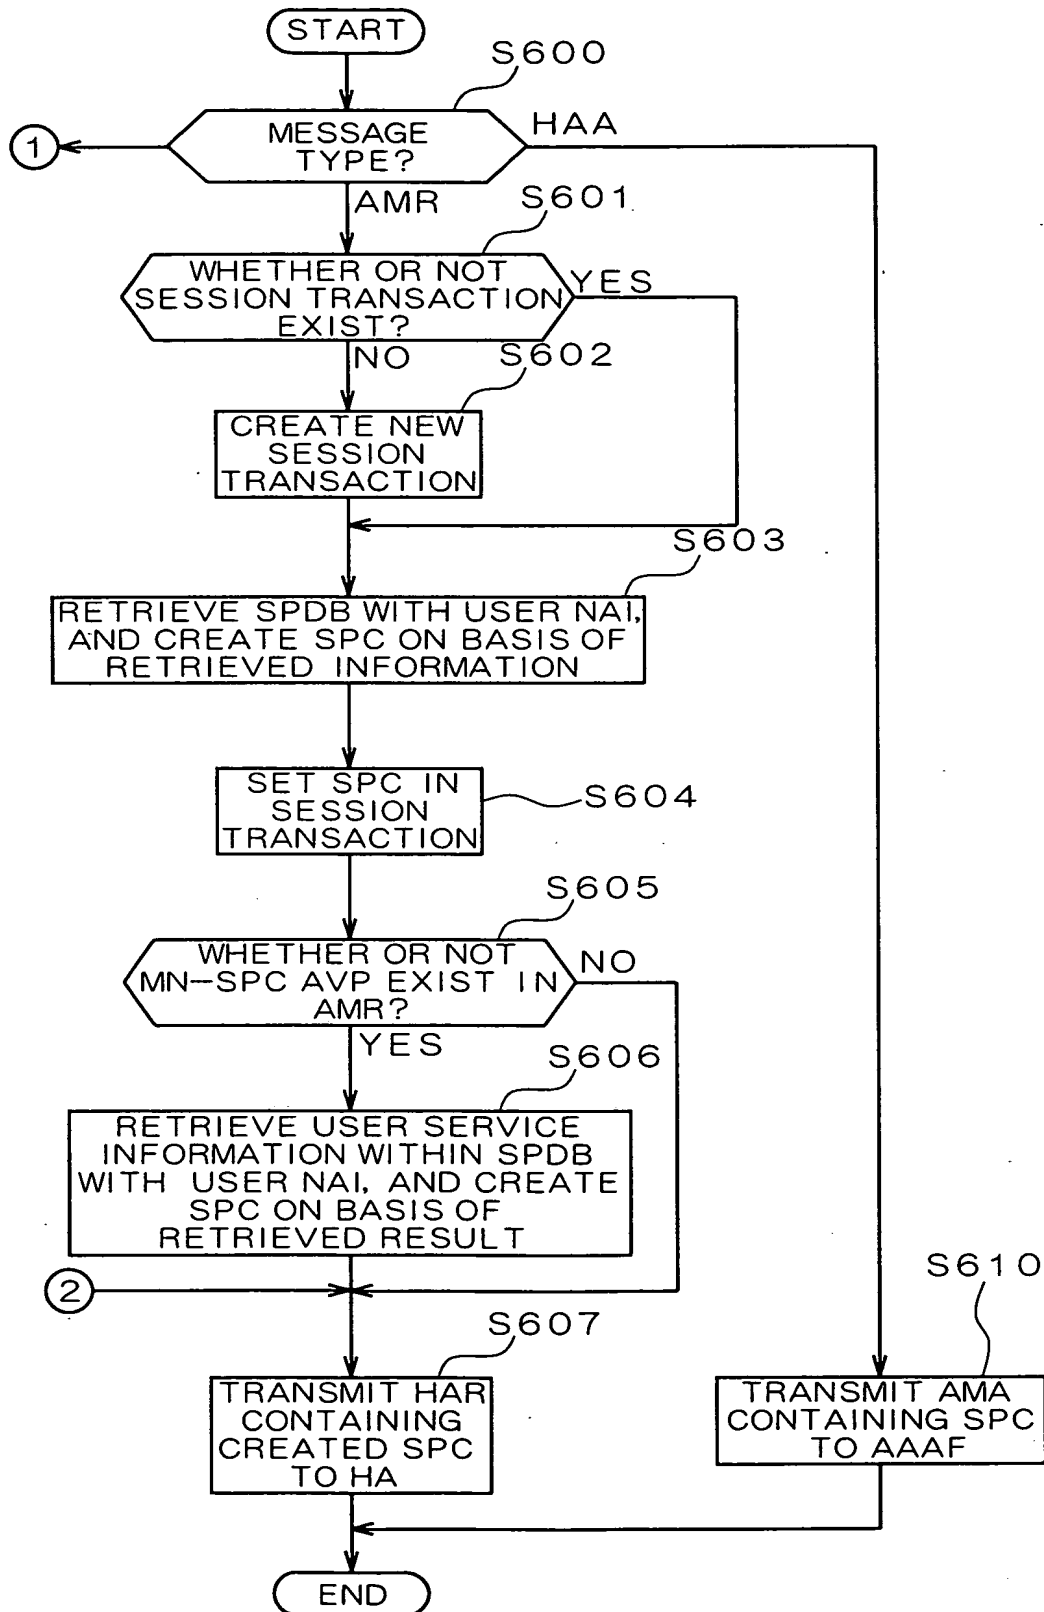 START
S600
MESSAGE
TYPE?
HAA
1
AMR
S601
WHETHER OR NOT
SESSION TRANSACTION
EXIST?
YES
NO
S602
CREATE NEW
SESSION
TRANSACTION
S603
RETRIEVE SPDB WITH USER NAI,
AND CREATE SPC ON BASIS OF
RETRIEVED INFORMATION
SET SPC IN
SESSION
TRANSACTION
S604
S605
WHETHER OR NOT
MN-SPC AVP EXIST IN
AMR?
NO
YES
S606
RETRIEVE USER SERVICE
INFORMATION WITHIN SPDB
WITH USER NAI, AND CREATE
SPC ON BASIS OF
RETRIEVED RESULT
2
S607
TRANSMIT HAR
CONTAINING
CREATED SPC
TO HA
S610
TRANSMIT AMA
CONTAINING SPC
TO AAAF
END